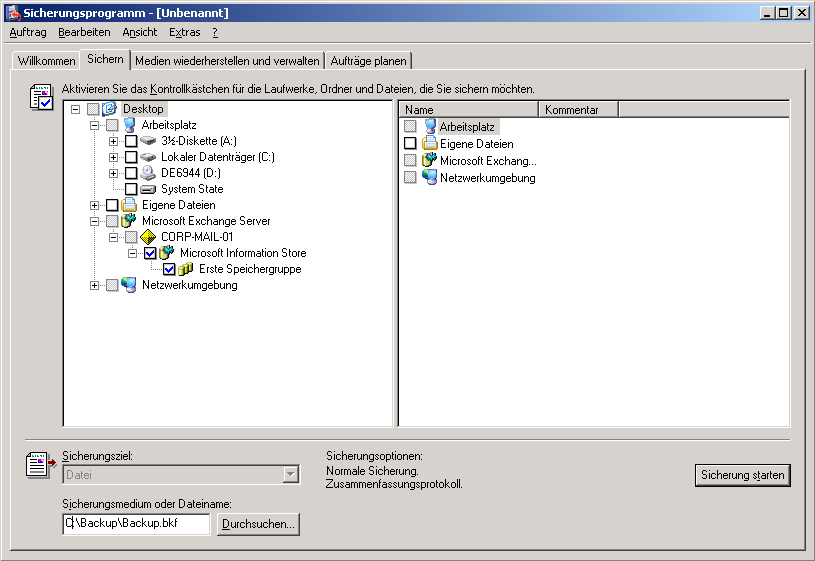 Sicherungsprogramm - [Unbenannt]
Auftrag Bearbeiten Ansicht Extras ?
Willkommen Sichern Medien wiederherstellen und verwalten Aufträge planen
Aktivieren Sie das Kontrollkästchen für die Laufwerke, Ordner und Dateien, die Sie sichern möchten.
Desktop
Arbeitsplatz
3½-Diskette (A:)
Lokaler Datenträger (C:)
DE6944 (D:)
System State
Eigene Dateien
Microsoft Exchange Server
CORP-MAIL-01
Microsoft Information Store
Erste Speichergruppe
Netzwerkumgebung
Name Kommentar
Arbeitsplatz
Eigene Dateien
Microsoft Exchang...
Netzwerkumgebung
Sicherungsziel:
Datei
Sicherungsmedium oder Dateiname:
C:\Backup\Backup.bkf
Durchsuchen...
Sicherungsoptionen:
Normale Sicherung.
Zusammenfassungsprotokoll.
Sicherung starten